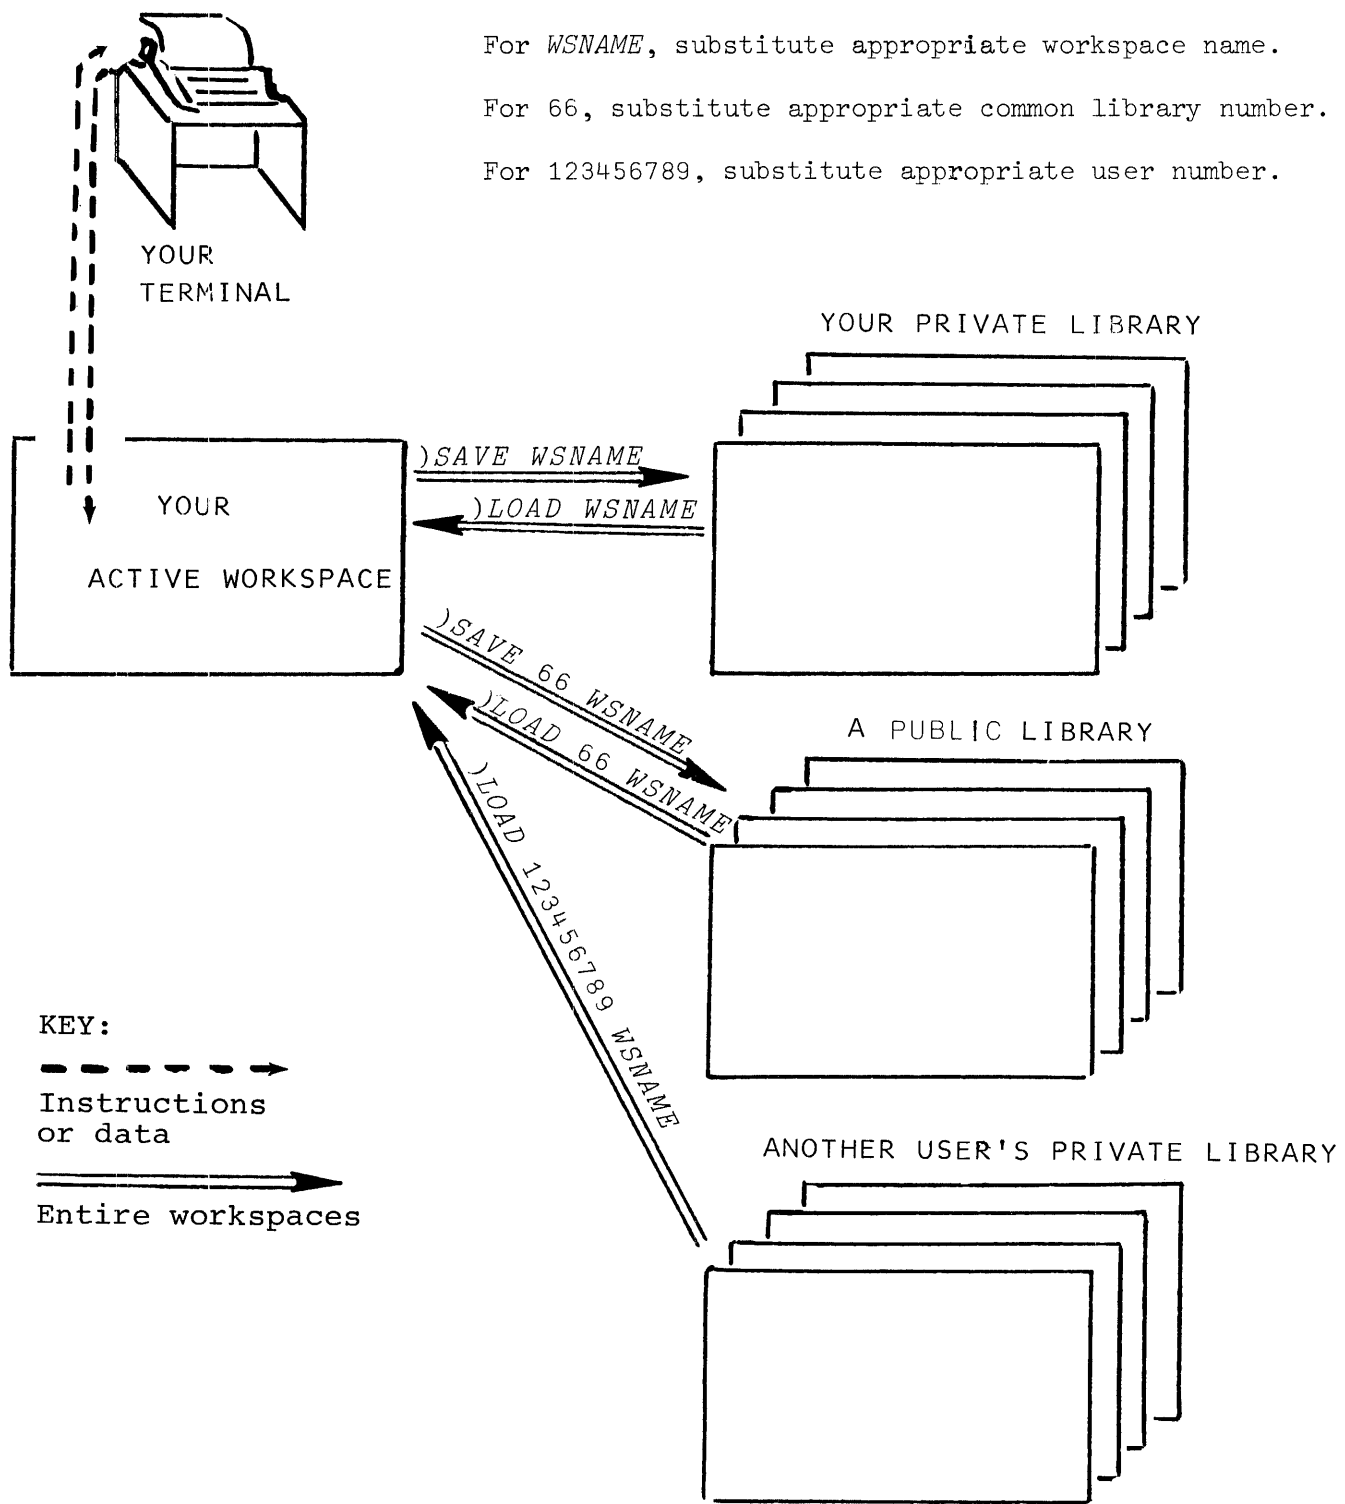 For WSNAME, substitute appropriate workspace name.
For 66, substitute appropriate common library number.
For 123456789, substitute appropriate user number.
YOUR
TERMINAL
YOUR PRIVATE LIBRARY
)SAVE WSNAME
)LOAD WSNAME
YOUR
ACTIVE WORKSPACE
)SAVE 66 WSNAME
)LOAD 66 WSNAME
)LOAD 123456789 WSNAME
A PUBLIC LIBRARY
KEY:
Instructions
or data
Entire workspaces
ANOTHER USER'S PRIVATE LIBRARY